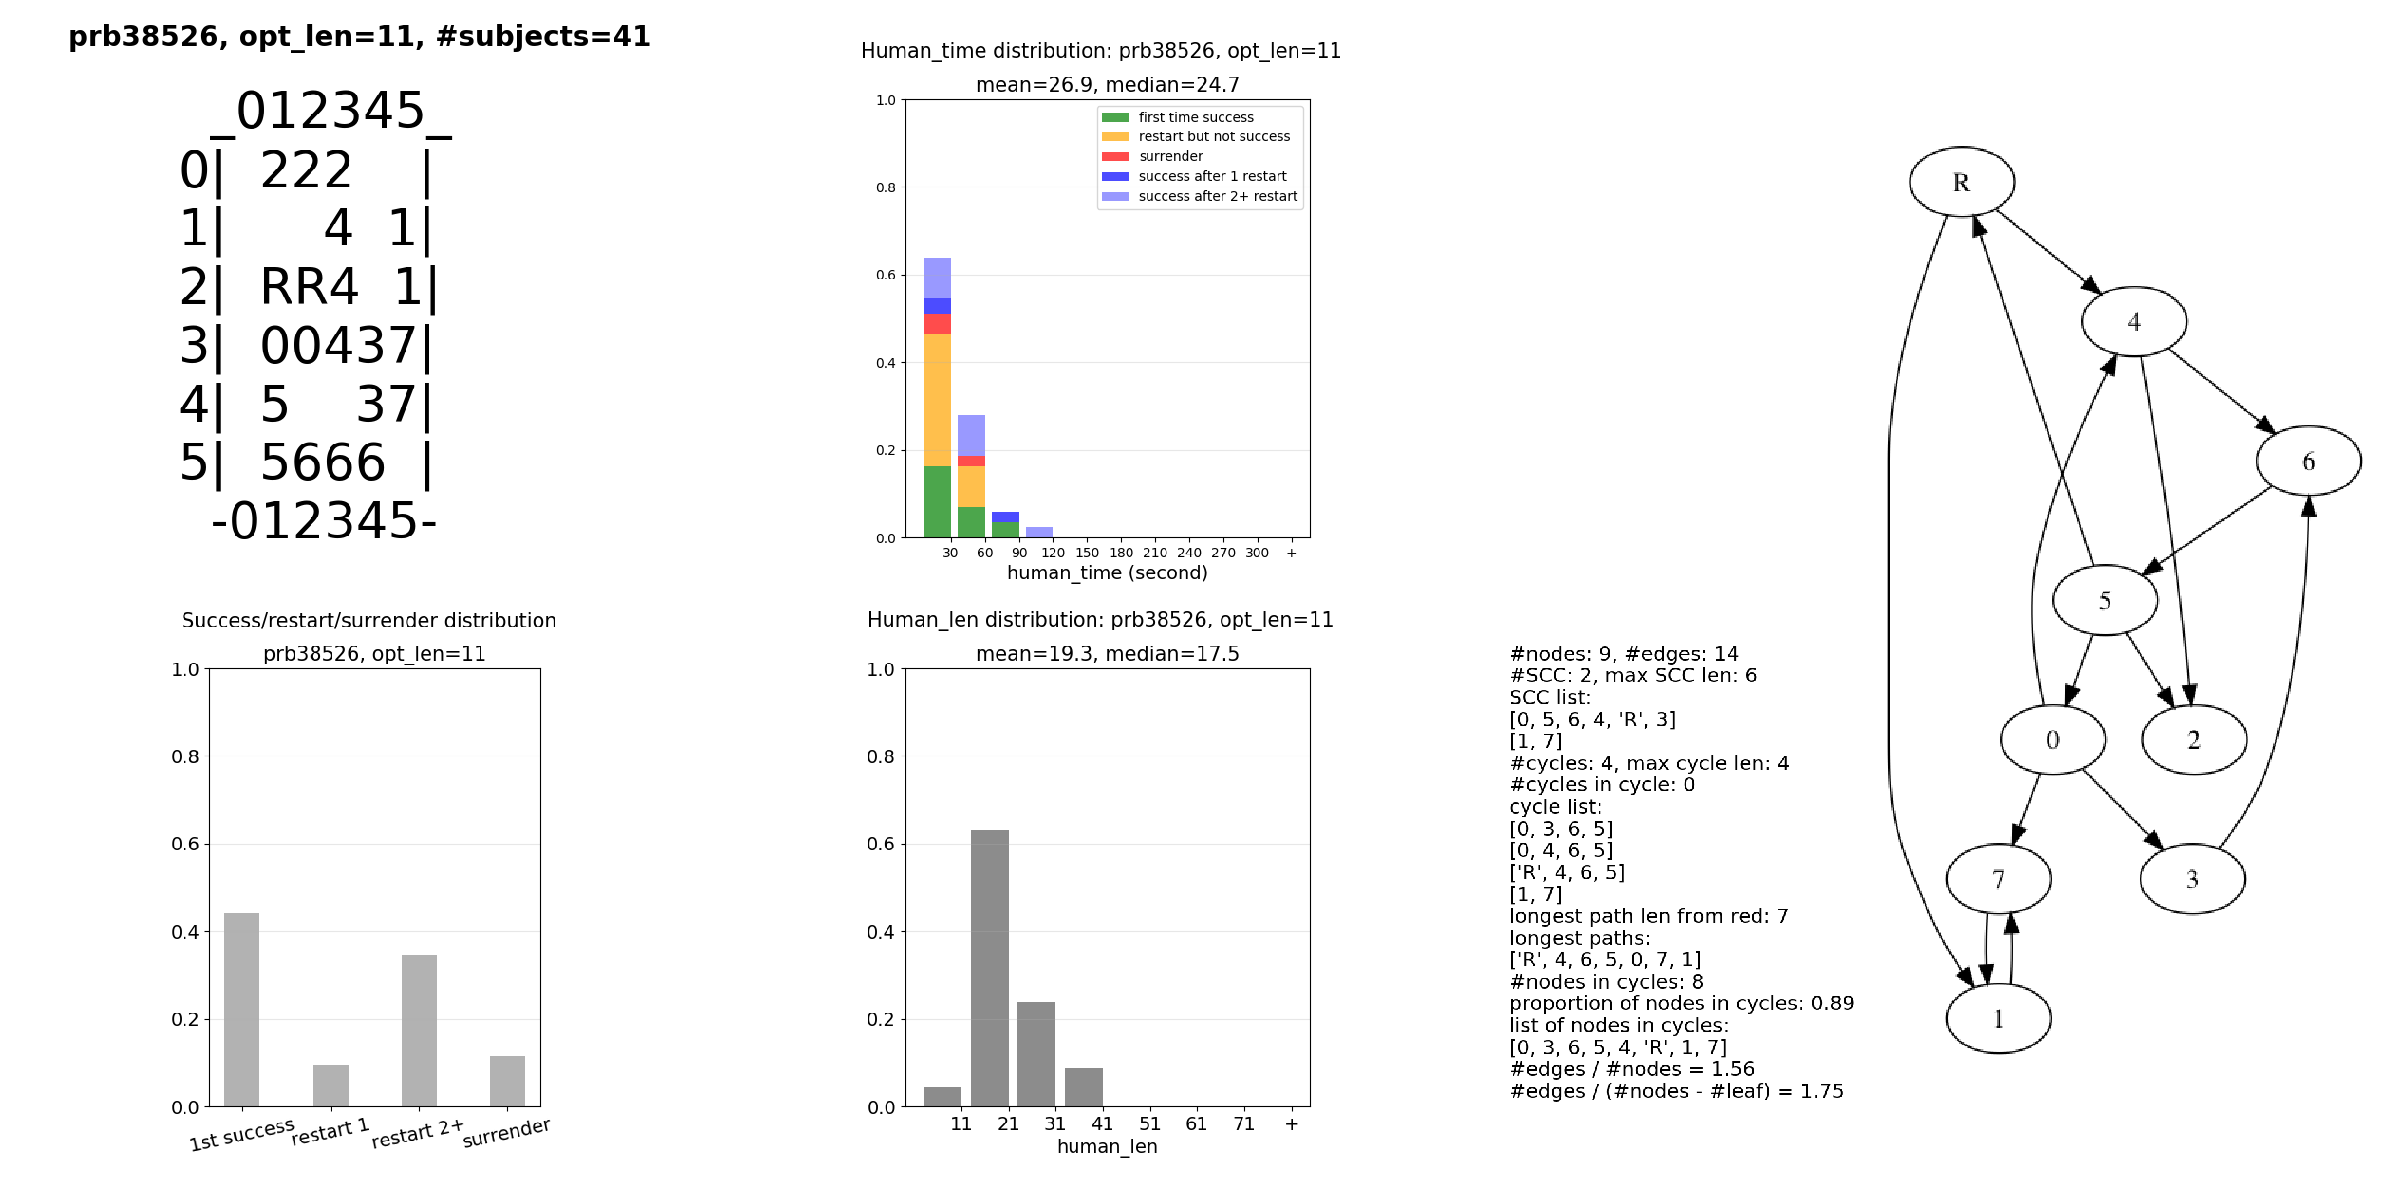 prb38526, opt_len=11, #subjects=41
_012345_
0| 222    |
1|      4  1|
2| RR4  1|
3| 00437|
4| 5    37|
5| 5666  |
-012345-
Human_time distribution: prb38526, opt_len=11
mean=26.9, median=24.7
1.0
0.8
0.6
0.4
0.2
0.0
first time success
restart but not success
surrender
success after 1 restart
success after 2+ restart
30 60 90 120 150 180 210 240 270 300 +
human_time (second)
Success/restart/surrender distribution
prb38526, opt_len=11
1.0
0.8
0.6
0.4
0.2
0.0
1st success restart 1 restart 2+ surrender
Human_len distribution: prb38526, opt_len=11
mean=19.3, median=17.5
1.0
0.8
0.6
0.4
0.2
0.0
11 21 31 41 51 61 71 +
human_len
#nodes: 9, #edges: 14
#SCC: 2, max SCC len: 6
SCC list:
[0, 5, 6, 4, 'R', 3]
[1, 7]
#cycles: 4, max cycle len: 4
#cycles in cycle: 0
cycle list:
[0, 3, 6, 5]
[0, 4, 6, 5]
['R', 4, 6, 5]
[1, 7]
longest path len from red: 7
longest paths:
['R', 4, 6, 5, 0, 7, 1]
#nodes in cycles: 8
proportion of nodes in cycles: 0.89
list of nodes in cycles:
[0, 3, 6, 5, 4, 'R', 1, 7]
#edges / #nodes = 1.56
#edges / (#nodes - #leaf) = 1.75
R
4
6
5
0 2
7 3
1